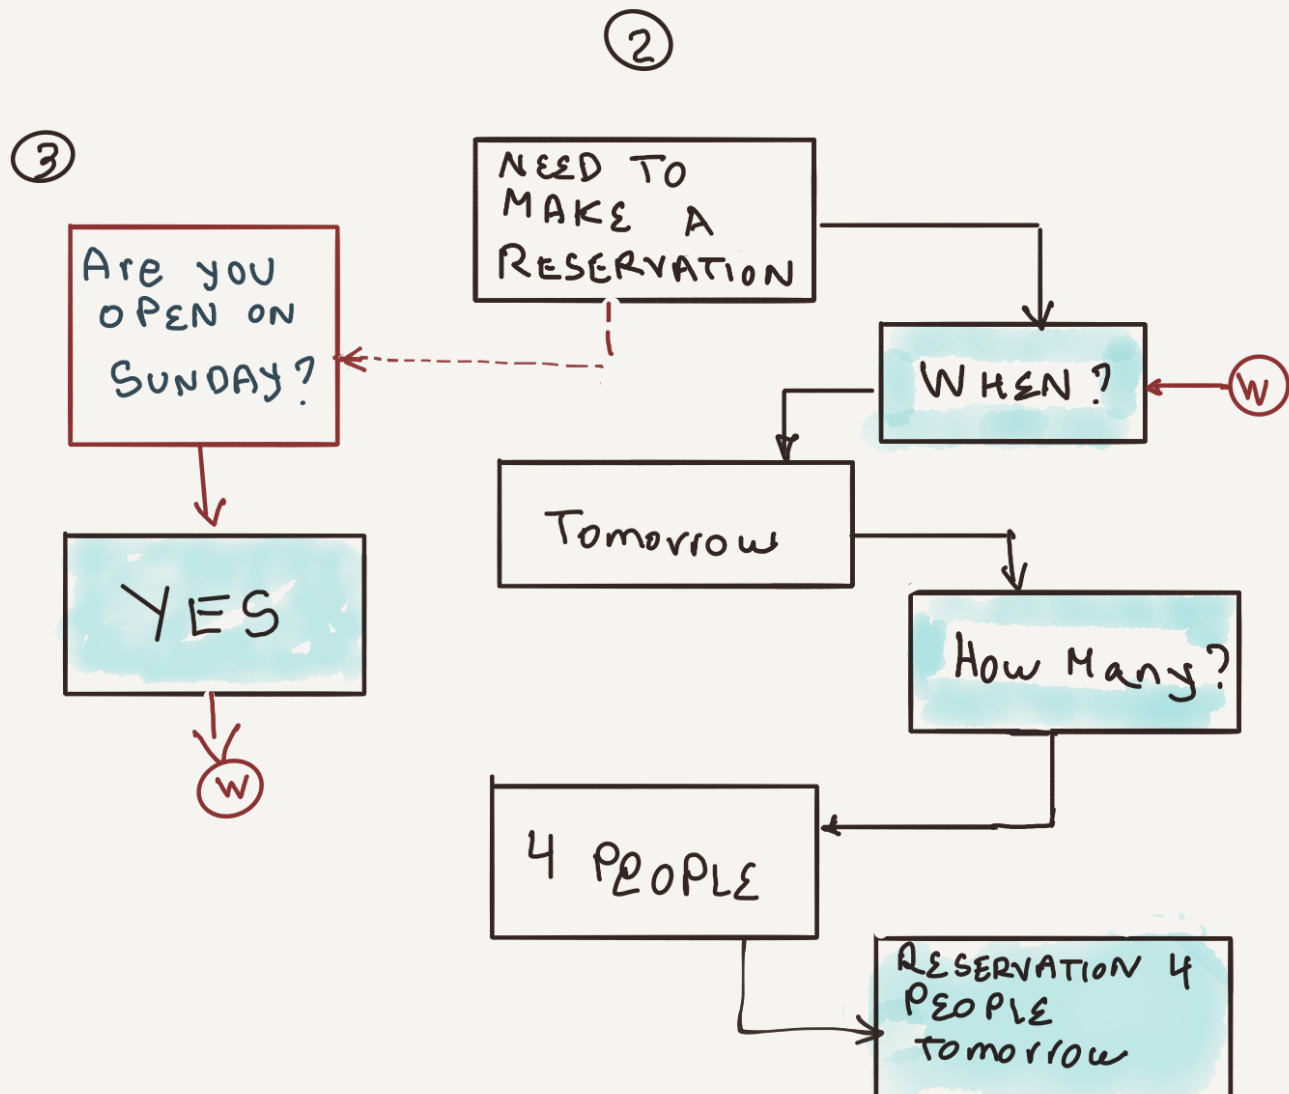 2
3
NEED TO
MAKE A
RESERVATION
Are you
OPEN ON
SUNDAY?
WHEN?
W
Tomorrow
YES
How Many?
W
4 PEOPLE
RESERVATION 4
PEOPLE
tomorrow